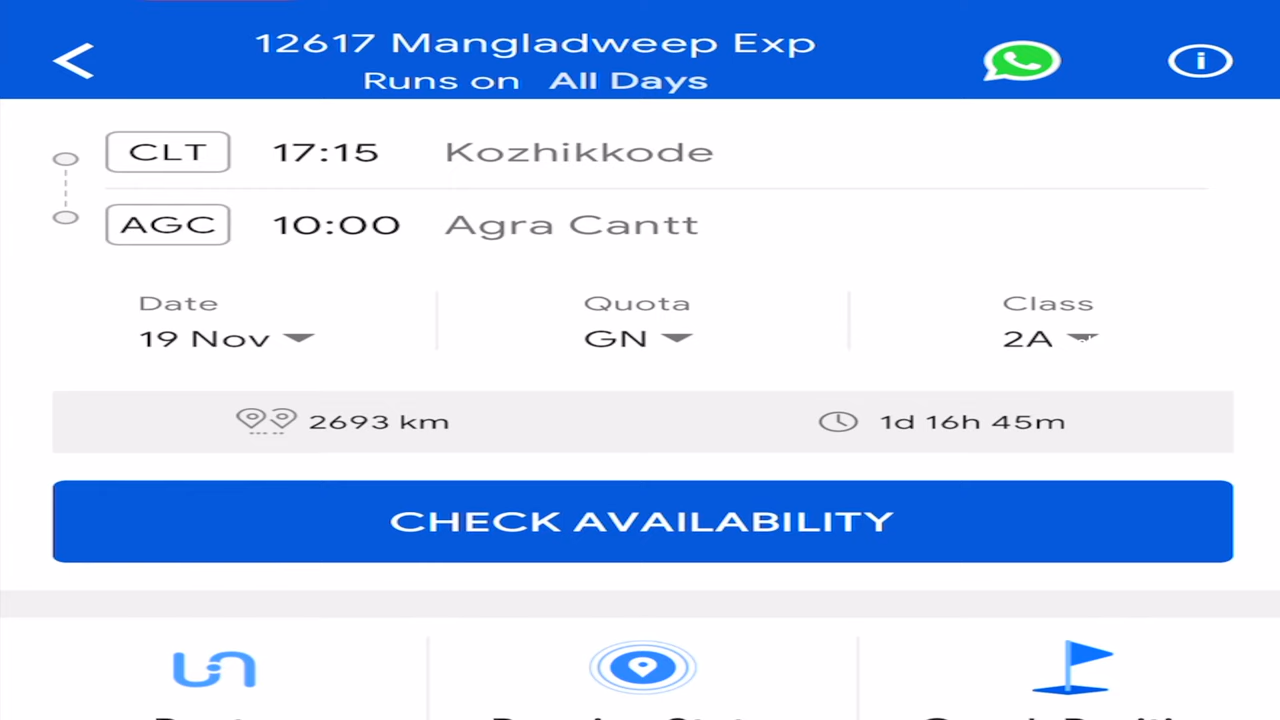 12617 Mangladweep Exp
Runs on All Days
CLT 17:15 Kozhikkode
AGC 10:00 Agra Cantt
Date Quota Class
19 Nov GN 2A
2693 km 1d 16h 45m
CHECK AVAILABILITY